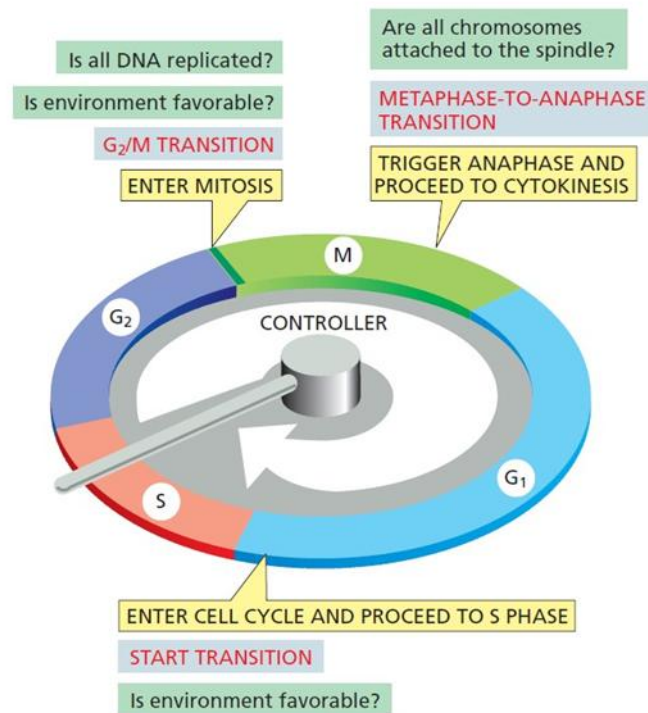 Is all DNA replicated?
Is environment favorable?
G₂/M TRANSITION
ENTER MITOSIS
Are all chromosomes
attached to the spindle?
METAPHASE-TO-ANAPHASE
TRANSITION
TRIGGER ANAPHASE AND
PROCEED TO CYTOKINESIS
M
G₂
CONTROLLER
S
G₁
ENTER CELL CYCLE AND PROCEED TO S PHASE
START TRANSITION
Is environment favorable?